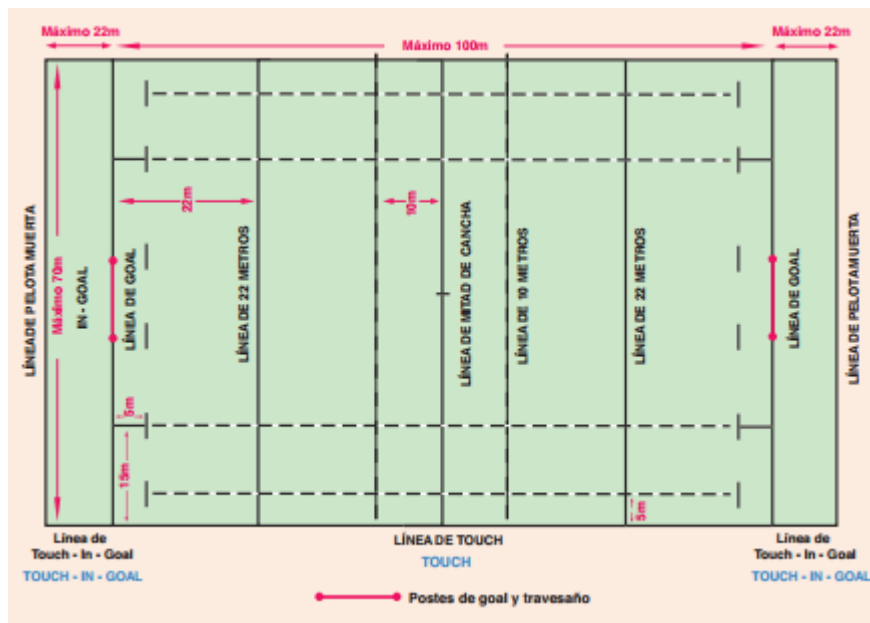 Máximo 22m
Máximo 100m
Máximo 22m
LÍNEA DE PELOTA MUERTA
Máximo 70m
IN - GOAL
LÍNEA DE GOAL
22m
LÍNEA DE 22 METROS
10m
LÍNEA DE MITAD DE CANCHA
LÍNEA DE 10 METROS
LÍNEA DE 22 METROS
LÍNEA DE GOAL
LÍNEA DE PELOTA MUERTA
5m
15m
5m
Línea de
Touch - In - Goal
TOUCH - IN - GOAL
LÍNEA DE TOUCH
TOUCH
Línea de
Touch - In - Goal
TOUCH - IN - GOAL
Postes de goal y travesaño